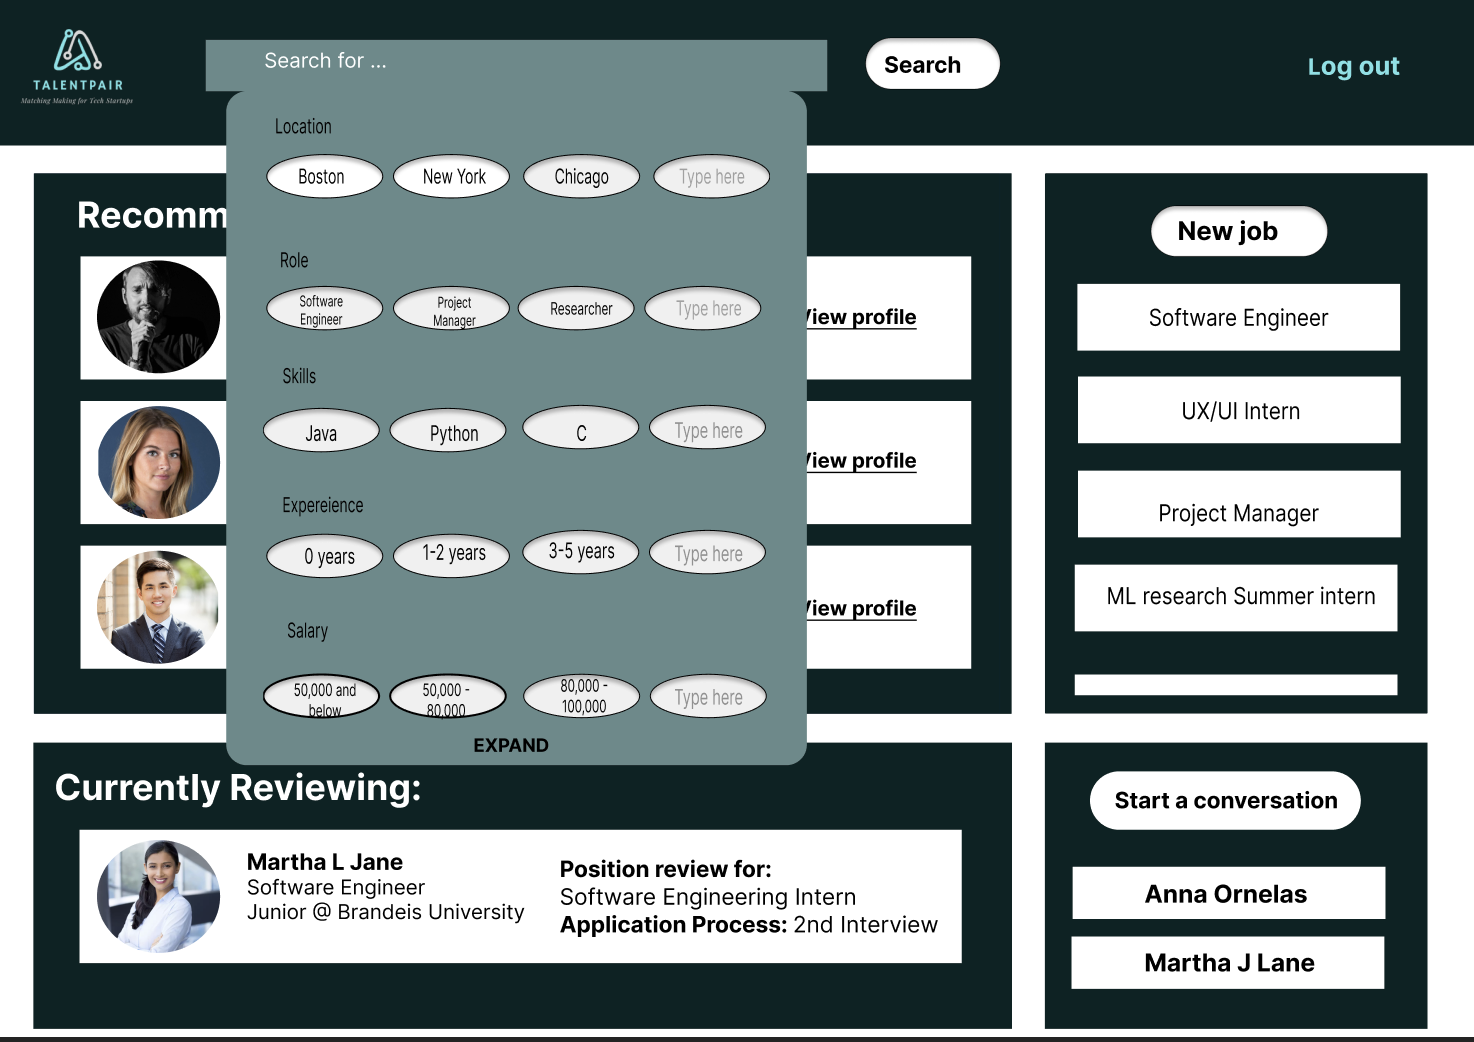 TALENTPAIR
Matching Making for Tech Startups
Search for ...
Search
Log out
Location
Boston
New York
Chicago
Type here
Role
Software
Engineer
Project
Manager
Researcher
Type here
Skills
Java
Python
C
Type here
Expereience
0 years
1-2 years
3-5 years
Type here
Salary
50,000 and
below
50,000 -
80,000
80,000 -
100,000
Type here
EXPAND
Recomm
View profile
View profile
View profile
New job
Software Engineer
UX/UI Intern
Project Manager
ML research Summer intern
Currently Reviewing:
Martha L Jane
Software Engineer
Junior @ Brandeis University
Position review for:
Software Engineering Intern
Application Process: 2nd Interview
Start a conversation
Anna Ornelas
Martha J Lane